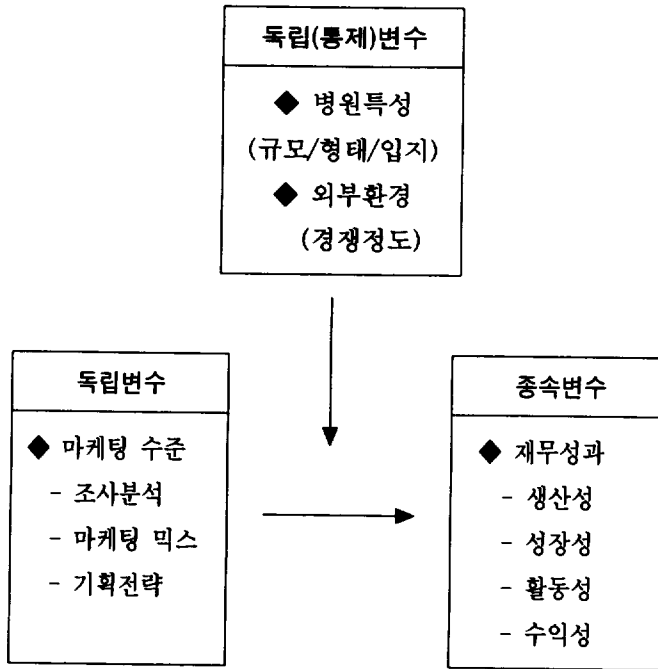 독립(통제)변수
◆ 병원특성
(규모/형태/입지)
◆ 외부환경
(경쟁정도)
독립변수
◆ 마케팅 수준
- 조사분석
- 마케팅 믹스
- 기획전략
종속변수
◆ 재무성과
- 생산성
- 성장성
- 활동성
- 수익성